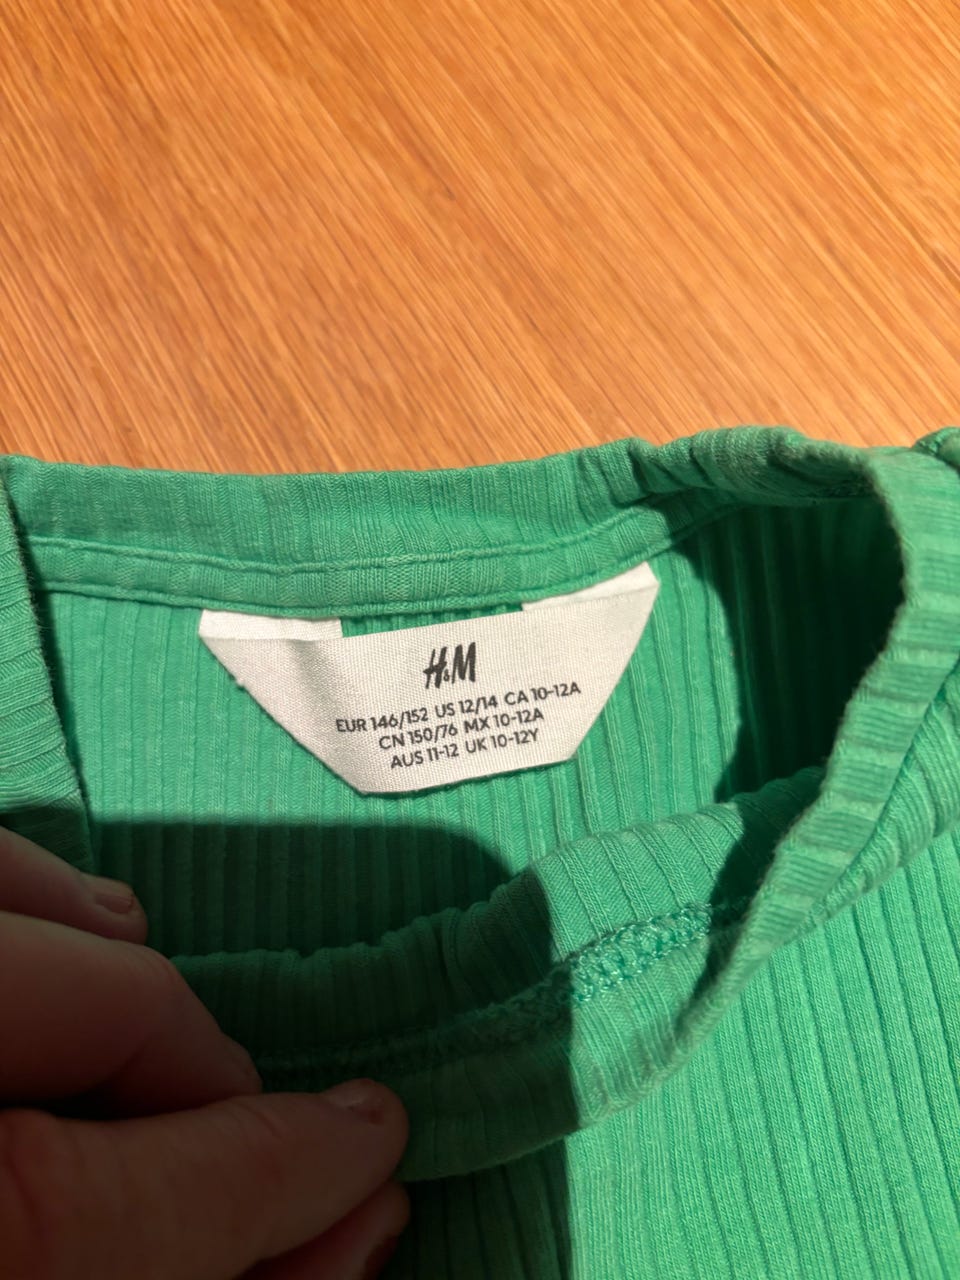 H&M
EUR 146/152 US 12/14 CA 10-12A
CN 150/76 MX 10-12A
AUS 11-12 UK 10-12Y